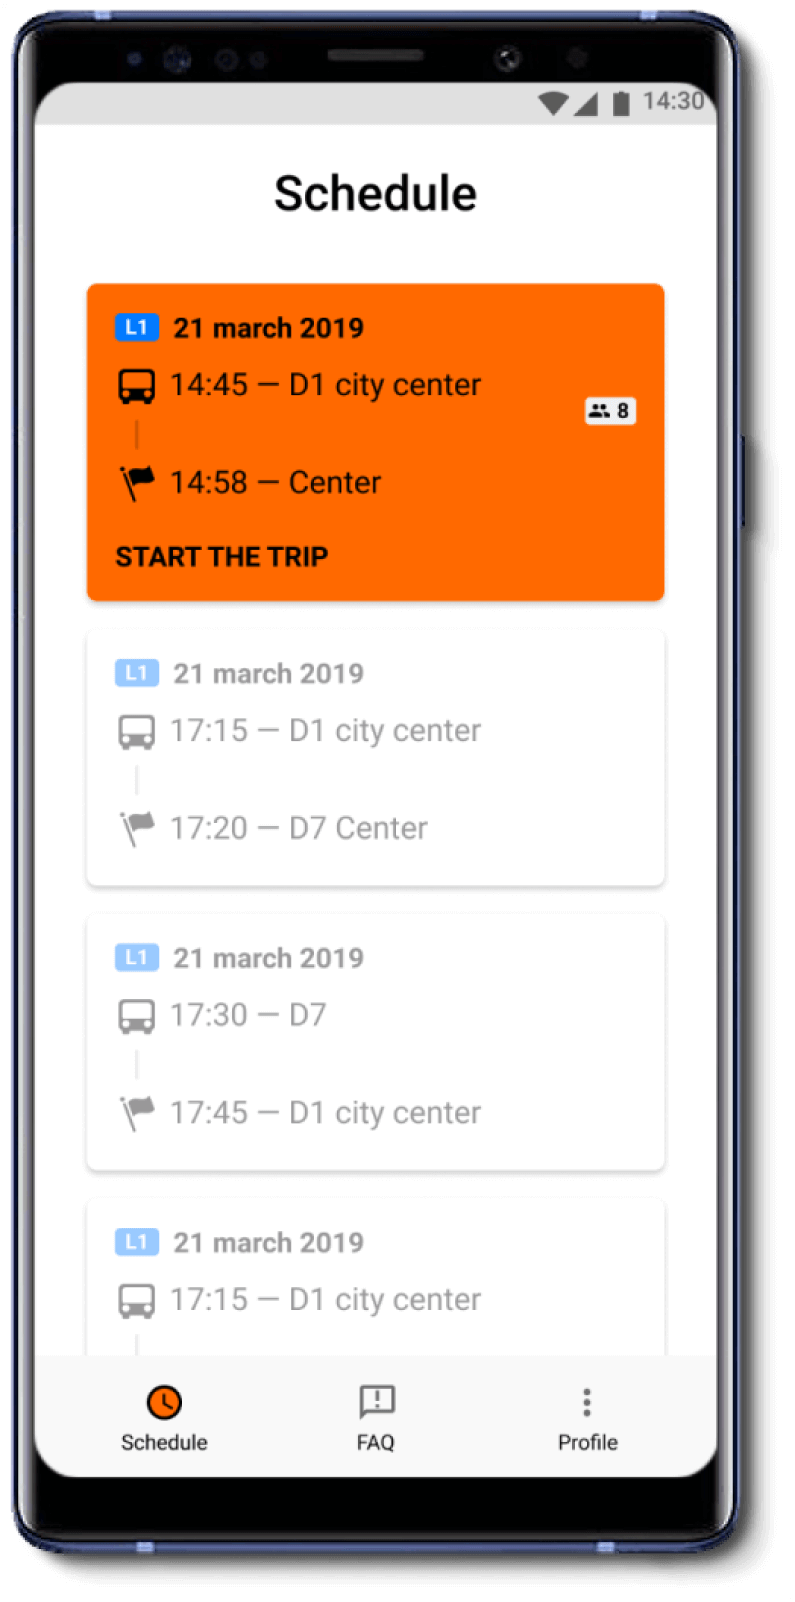 14:30
Schedule
L1 21 march 2019
14:45 — D1 city center
8
14:58 — Center
START THE TRIP
L1 21 march 2019
17:15 — D1 city center
17:20 — D7 Center
L1 21 march 2019
17:30 — D7
17:45 — D1 city center
L1 21 march 2019
17:15 — D1 city center
Schedule
FAQ
Profile